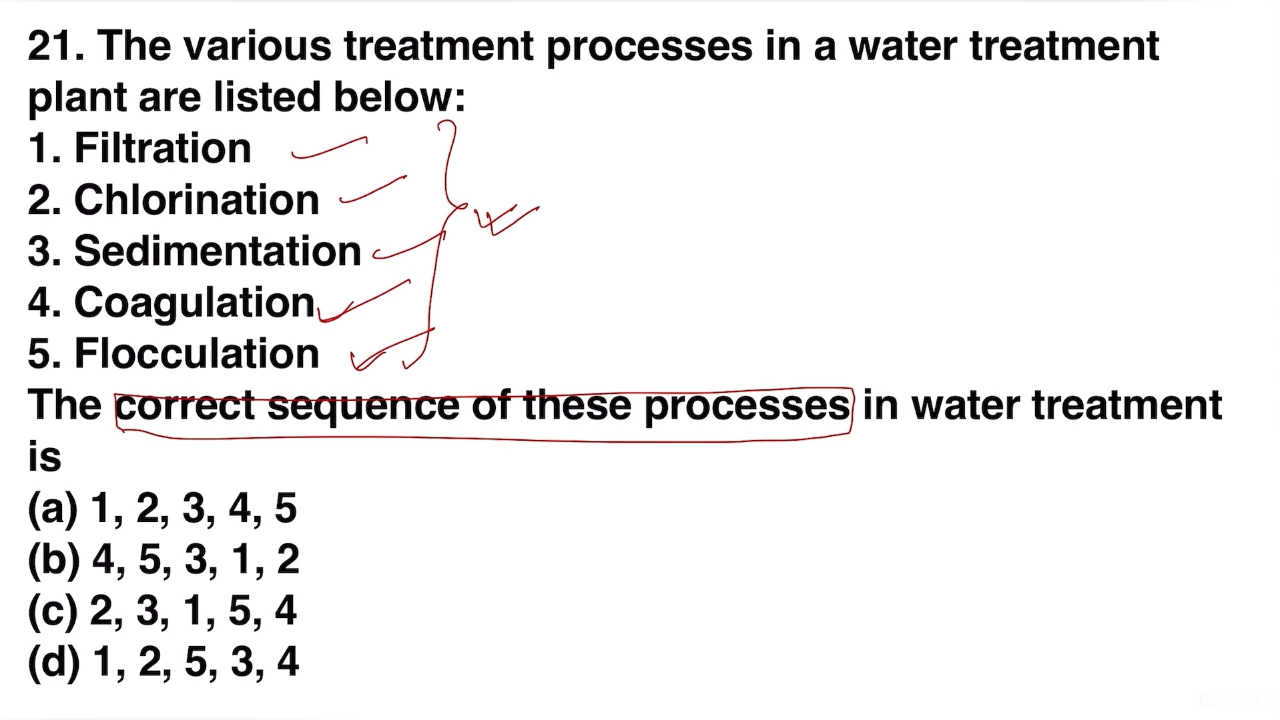 21. The various treatment processes in a water treatment
plant are listed below:
1. Filtration
2. Chlorination
3. Sedimentation
4. Coagulation
5. Flocculation
The correct sequence of these processes in water treatment
is
(a) 1, 2, 3, 4, 5
(b) 4, 5, 3, 1, 2
(c) 2, 3, 1, 5, 4
(d) 1, 2, 5, 3, 4